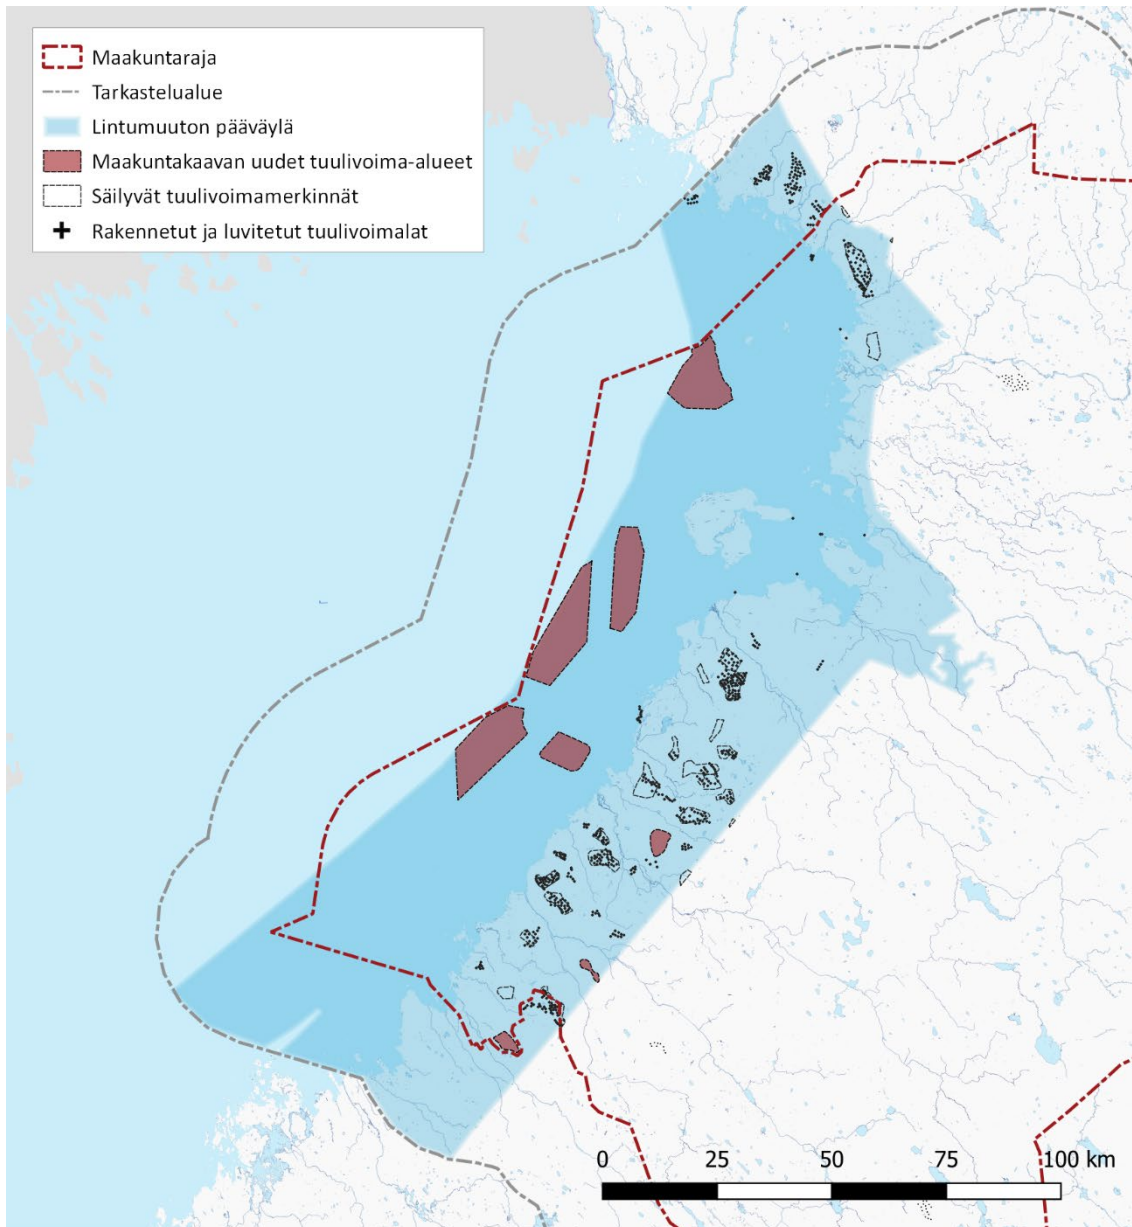 Maakuntaraja
Tarkastelualue
Lintumuuton pääväylä
Maakuntakaavan uudet tuulivoima-alueet
Säilyvät tuulivoimamerkinnät
Rakennetut ja luvitetut tuulivoimalat
0 25 50 75 100 km